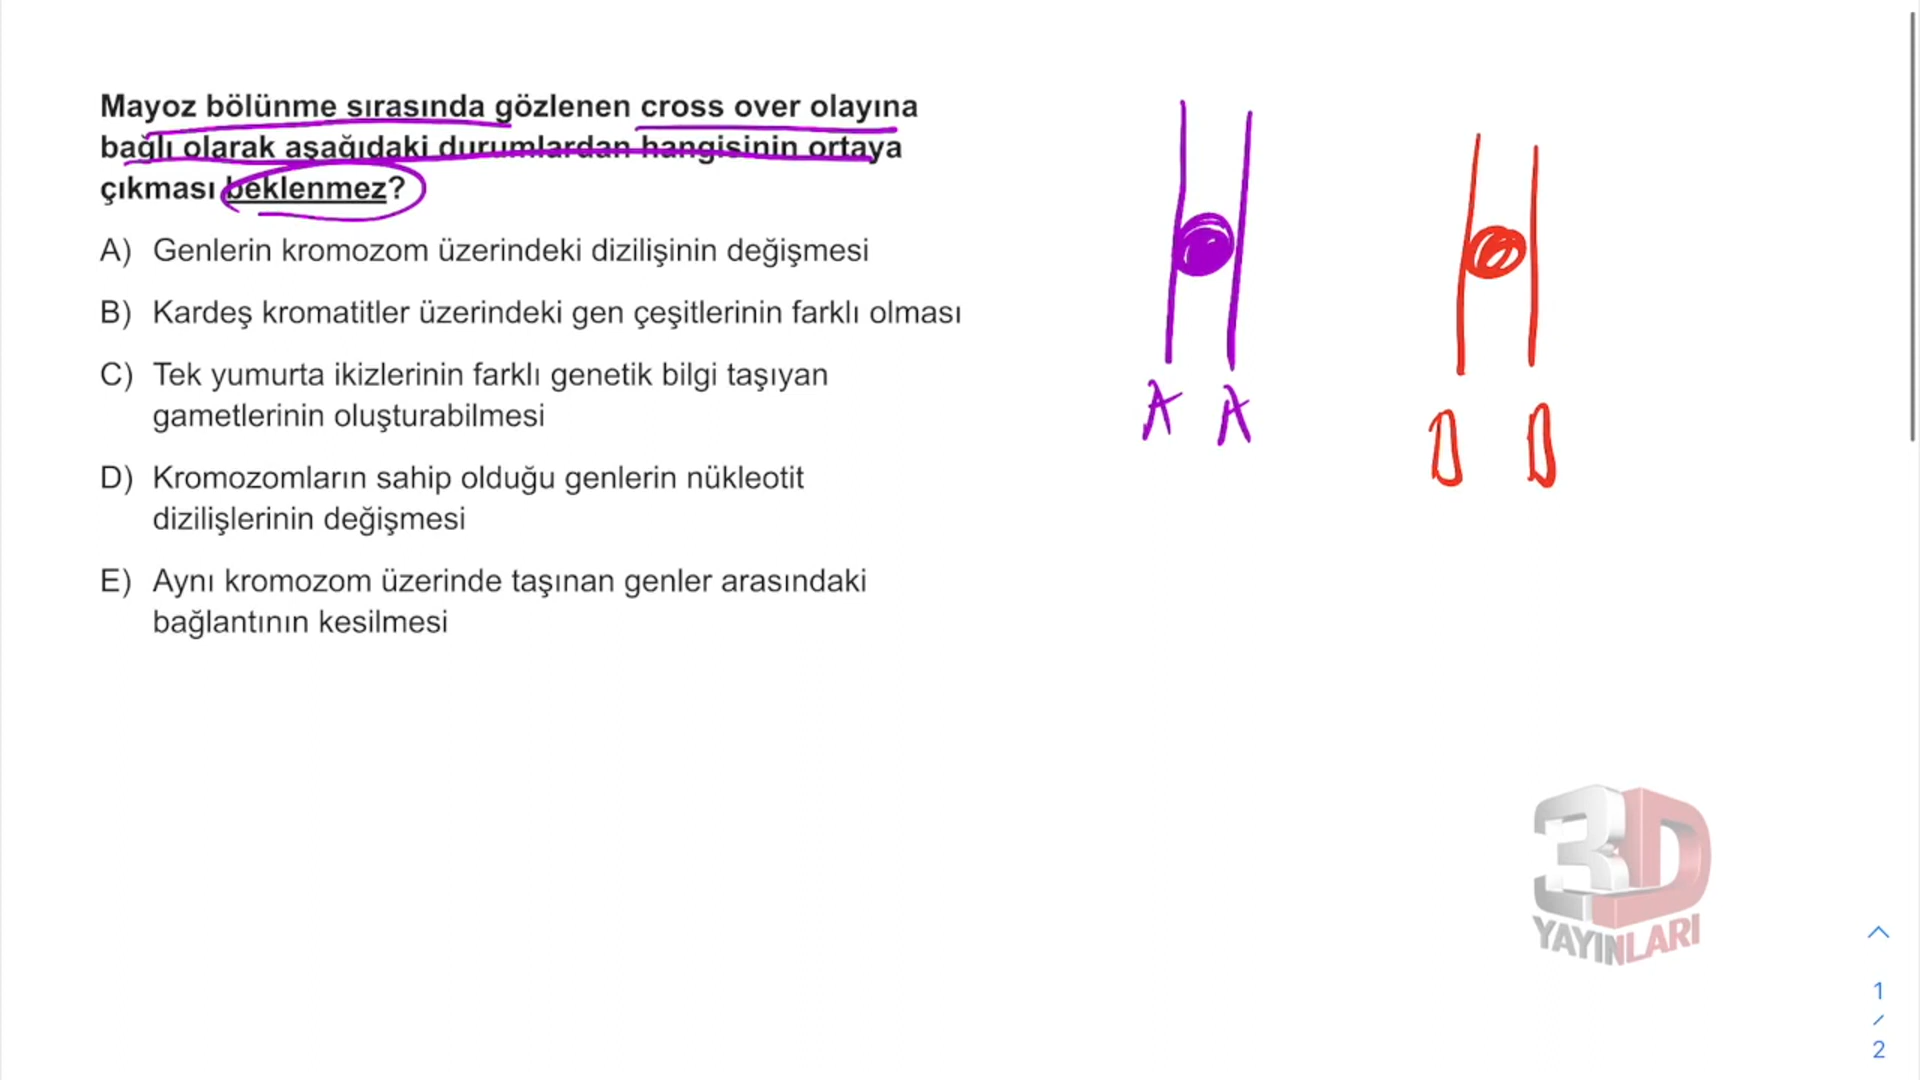 Mayoz bölünme sırasında gözlenen cross over olayına
bağlı olarak aşağıdaki durumlardan hangisinin ortaya
çıkması beklenmez?
A) Genlerin kromozom üzerindeki dizilişinin değişmesi
B) Kardeş kromatitler üzerindeki gen çeşitlerinin farklı olması
C) Tek yumurta ikizlerinin farklı genetik bilgi taşıyan
gametlerinin oluşturabilmesi
D) Kromozomların sahip olduğu genlerin nükleotit
dizilişlerinin değişmesi
E) Aynı kromozom üzerinde taşınan genler arasındaki
bağlantının kesilmesi
A A
3D
YAYINLARI
1
/
2